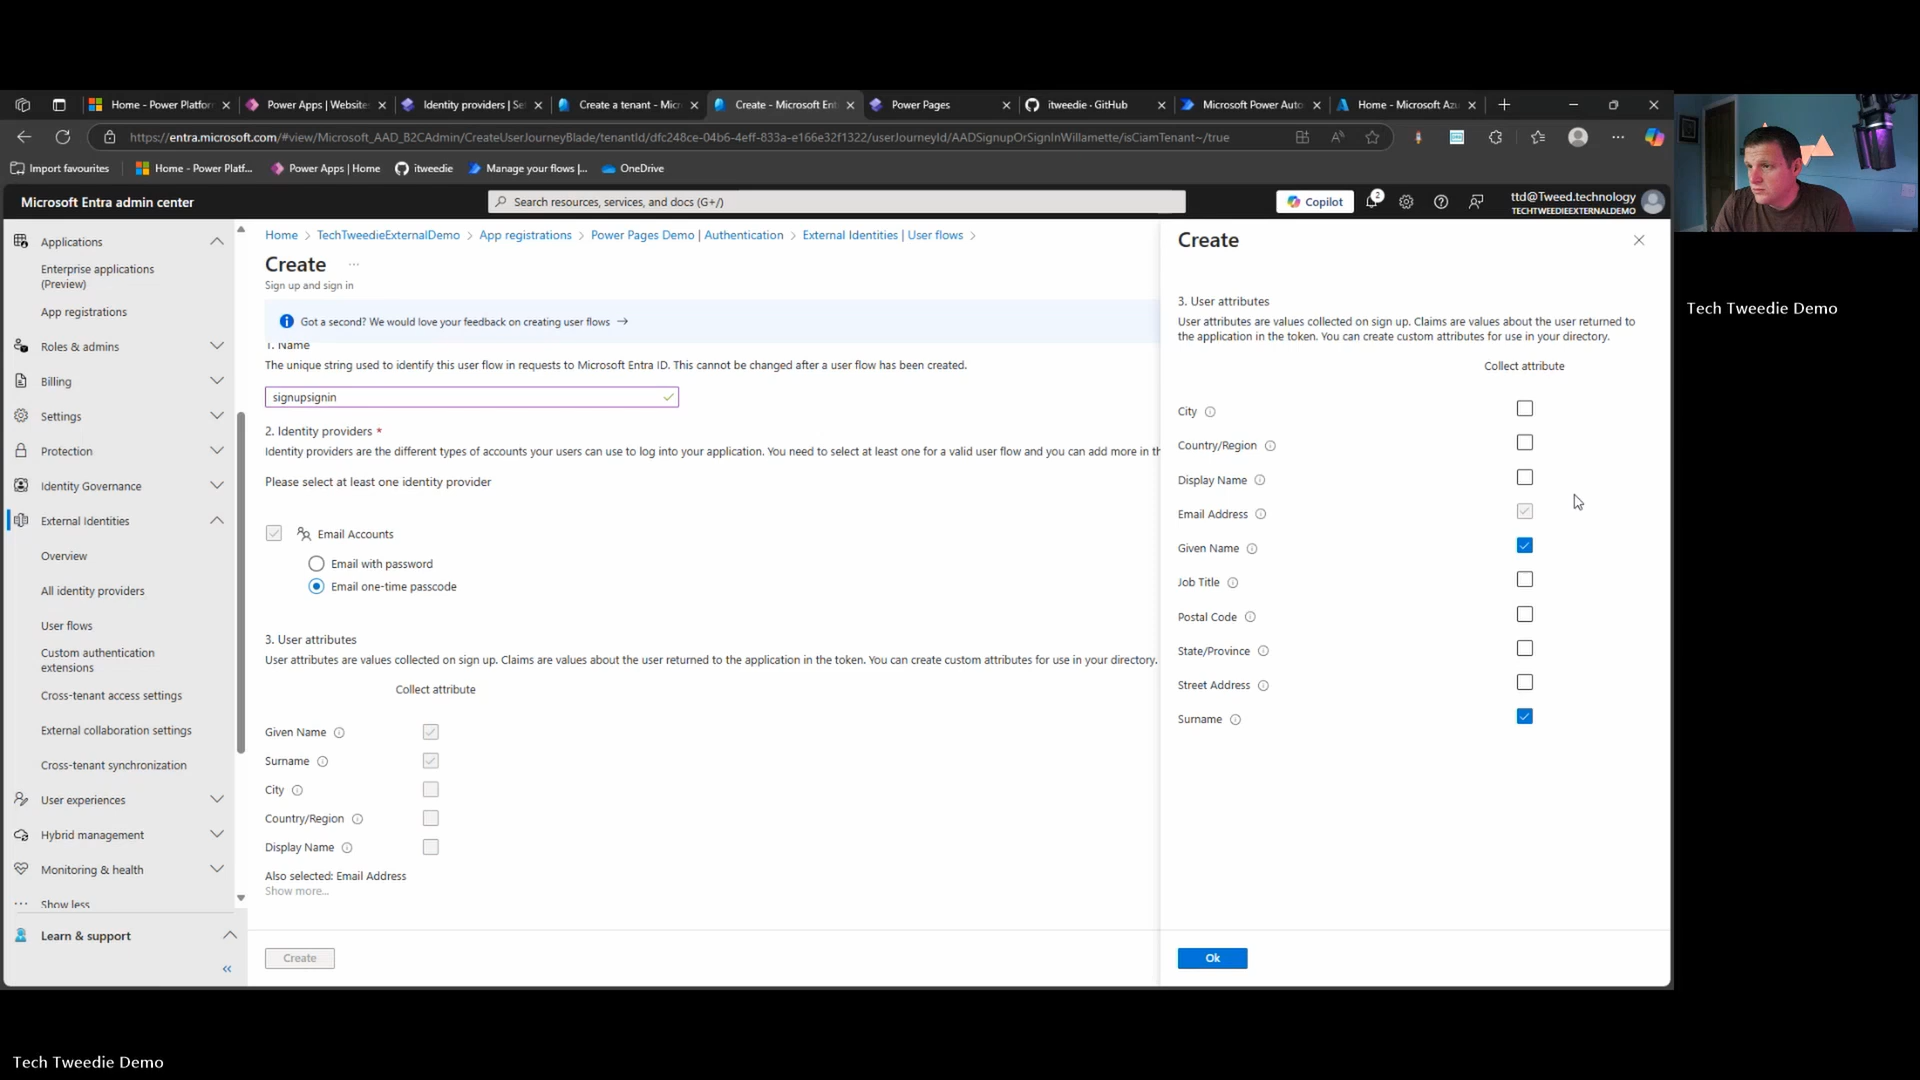 Home - Power Platfor
Power Apps | Website
Identity providers | Se
Create a tenant - Micr
Create - Microsoft Ent
Power Pages
itweedie · GitHub
Microsoft Power Auto
Home - Microsoft Azu
https://entra.microsoft.com/#view/Microsoft_AAD_B2CAdmin/CreateUserJourneyBlade/tenantId/dfc248ce-04b6-4eff-833a-e166e32f1322/userJourneyId/AADSignupOrSignInWillamette/isCiamTenant~/true
Import favourites
Home - Power Platf...
Power Apps | Home
itweedie
Manage your flows |...
OneDrive
Microsoft Entra admin center
Search resources, services, and docs (G+/)
Copilot
2
ttd@Tweed.technology
TECHTWEEDIEEXTERNALDEMO
Applications
Enterprise applications
(Preview)
App registrations
Roles & admins
Billing
Settings
Protection
Identity Governance
External Identities
Overview
All identity providers
User flows
Custom authentication
extensions
Cross-tenant access settings
External collaboration settings
Cross-tenant synchronization
User experiences
Hybrid management
Monitoring & health
Show less
Learn & support
Home > TechTweedieExternalDemo > App registrations > Power Pages Demo | Authentication > External Identities | User flows >
Create ...
Sign up and sign in
Got a second? We would love your feedback on creating user flows →
1. Name
The unique string used to identify this user flow in requests to Microsoft Entra ID. This cannot be changed after a user flow has been created.
signupsignin
2. Identity providers *
Identity providers are the different types of accounts your users can use to log into your application. You need to select at least one for a valid user flow and you can add more in th
Please select at least one identity provider
Email Accounts
Email with password
Email one-time passcode
3. User attributes
User attributes are values collected on sign up. Claims are values about the user returned to the application in the token. You can create custom attributes for use in your directory.
Collect attribute
Given Name
Surname
City
Country/Region
Display Name
Also selected: Email Address
Show more...
Create
Create
3. User attributes
User attributes are values collected on sign up. Claims are values about the user returned to
the application in the token. You can create custom attributes for use in your directory.
Collect attribute
City
Country/Region
Display Name
Email Address
Given Name
Job Title
Postal Code
State/Province
Street Address
Surname
Ok
Tech Tweedie Demo
Tech Tweedie Demo